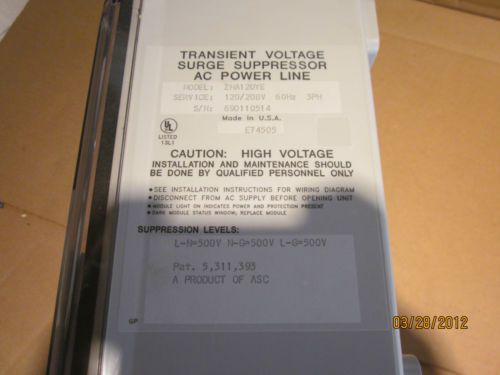 TRANSIENT VOLTAGE
SURGE SUPPRESSOR
AC POWER LINE
MODEL: ZHA120YE
SERVICE: 120/208V 60Hz 3PH
S/N: 690110514
Made in U.S.A.
UL
LISTED
13L1
E74505
CAUTION: HIGH VOLTAGE
INSTALLATION AND MAINTENANCE SHOULD
BE DONE BY QUALIFIED PERSONNEL ONLY
• SEE INSTALLATION INSTRUCTIONS FOR WIRING DIAGRAM
• DISCONNECT FROM AC SUPPLY BEFORE OPENING UNIT
• MODULE LIGHT ON INDICATES POWER AND PROTECTION PRESENT
• DARK MODULE STATUS WINDOW; REPLACE MODULE
SUPPRESSION LEVELS:
L-N=500V N-G=500V L-G=500V
Pat. 5,311,393
A PRODUCT OF ASC
GP
03/28/2012